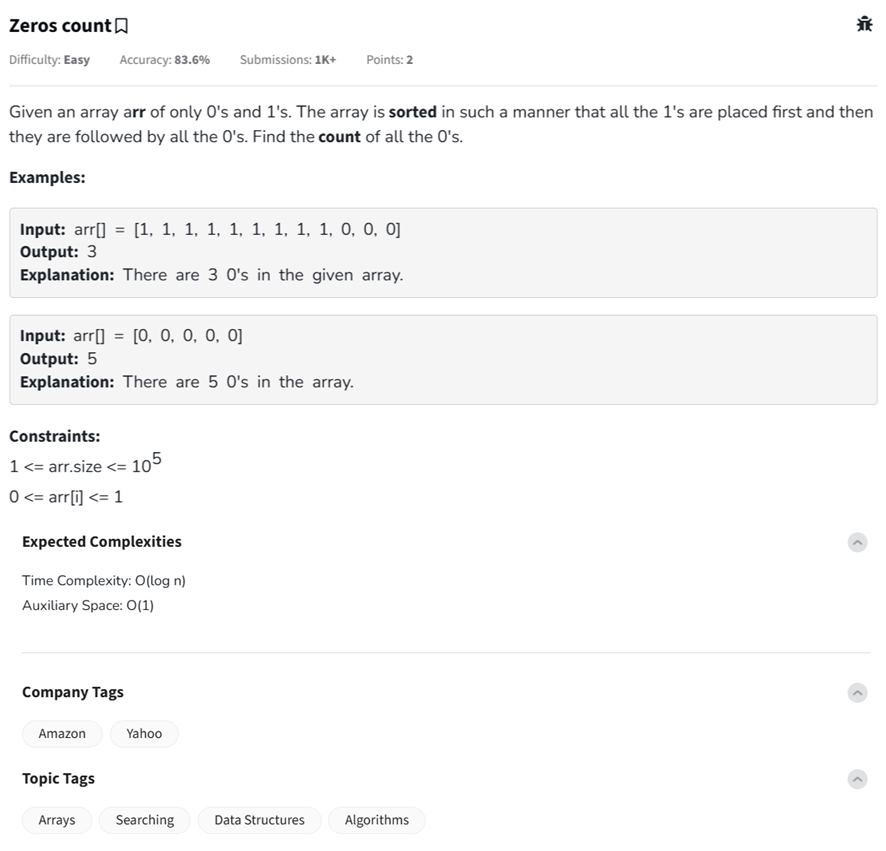 Zeros count
Difficulty: Easy Accuracy: 83.6% Submissions: 1K+ Points: 2
Given an array arr of only 0's and 1's. The array is sorted in such a manner that all the 1's are placed first and then
they are followed by all the 0's. Find the count of all the 0's.
Examples:
Input: arr[] = [1, 1, 1, 1, 1, 1, 1, 1, 1, 0, 0, 0]
Output: 3
Explanation: There are 3 0's in the given array.
Input: arr[] = [0, 0, 0, 0, 0]
Output: 5
Explanation: There are 5 0's in the array.
Constraints:
1 <= arr.size <= 10^5
0 <= arr[i] <= 1
Expected Complexities
Time Complexity: O(log n)
Auxiliary Space: O(1)
Company Tags
Amazon Yahoo
Topic Tags
Arrays Searching Data Structures Algorithms